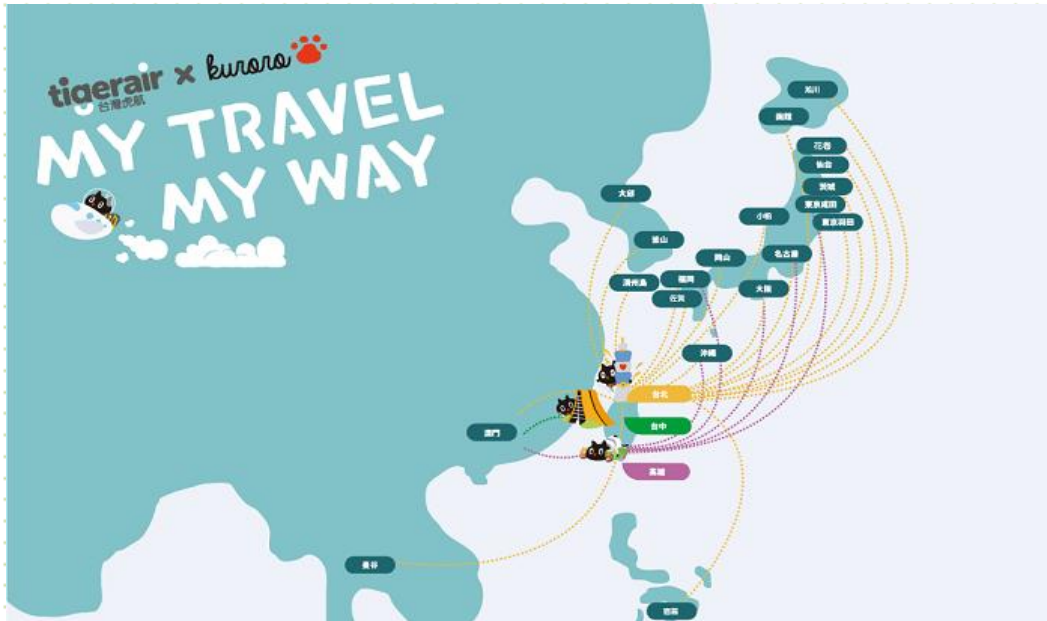 tigerair × kuroro
台灣虎航
MY TRAVEL
MY WAY
旭川
函館
花卷
仙台
茨城
東京成田
東京羽田
小松
名古屋
大阪
岡山
福岡
佐賀
沖繩
大邱
釜山
濟州島
台北
台中
高雄
澳門
曼谷
宿霧